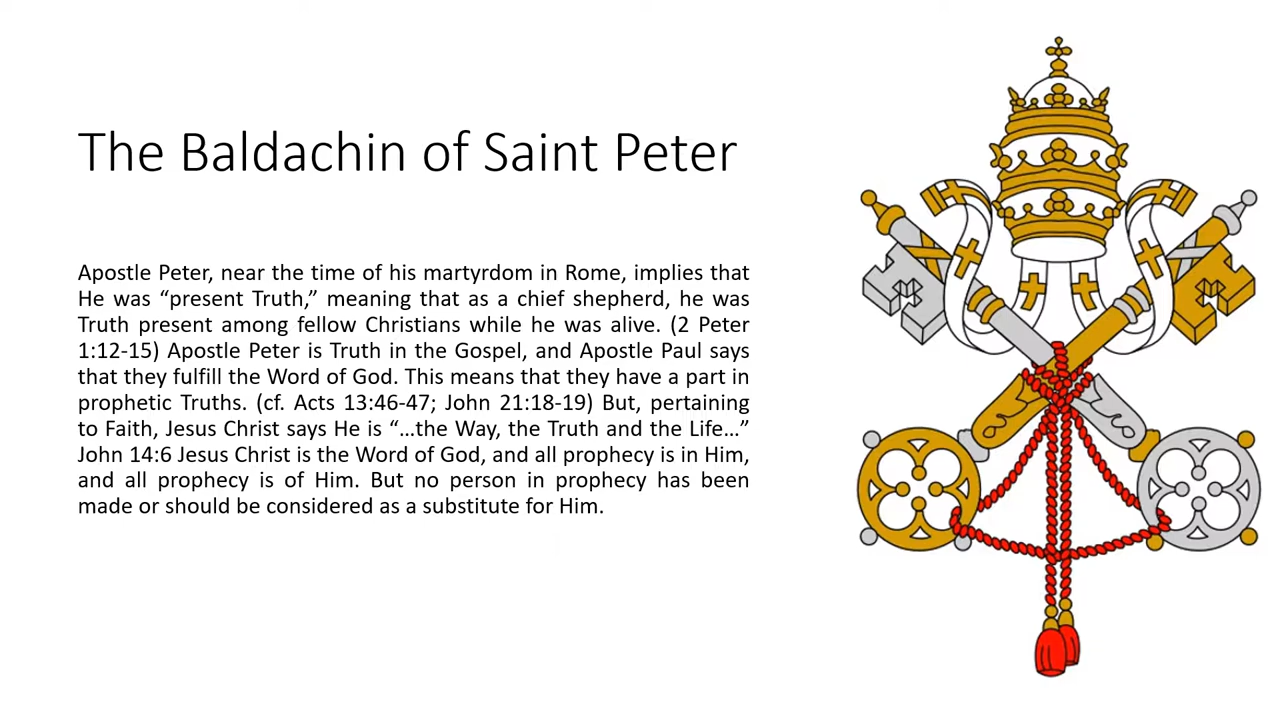 The Baldachin of Saint Peter
Apostle Peter, near the time of his martyrdom in Rome, implies that
He was “present Truth,” meaning that as a chief shepherd, he was
Truth present among fellow Christians while he was alive. (2 Peter
1:12-15) Apostle Peter is Truth in the Gospel, and Apostle Paul says
that they fulfill the Word of God. This means that they have a part in
prophetic Truths. (cf. Acts 13:46-47; John 21:18-19) But, pertaining
to Faith, Jesus Christ says He is “…the Way, the Truth and the Life…”
John 14:6 Jesus Christ is the Word of God, and all prophecy is in Him,
and all prophecy is of Him. But no person in prophecy has been
made or should be considered as a substitute for Him.